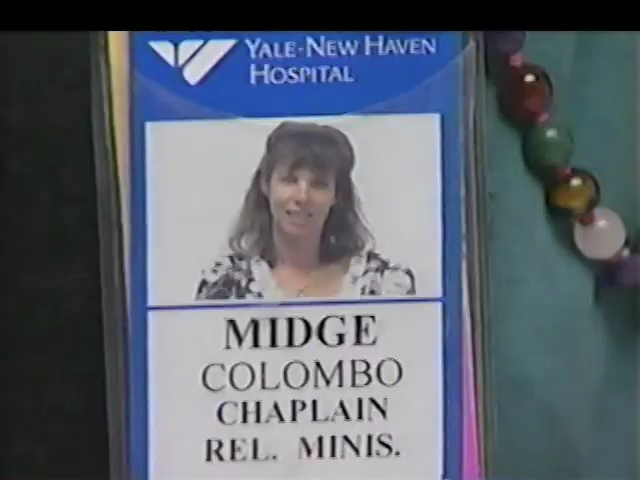 YALE-NEW HAVEN
HOSPITAL
MIDGE
COLOMBO
CHAPLAIN
REL. MINIS.